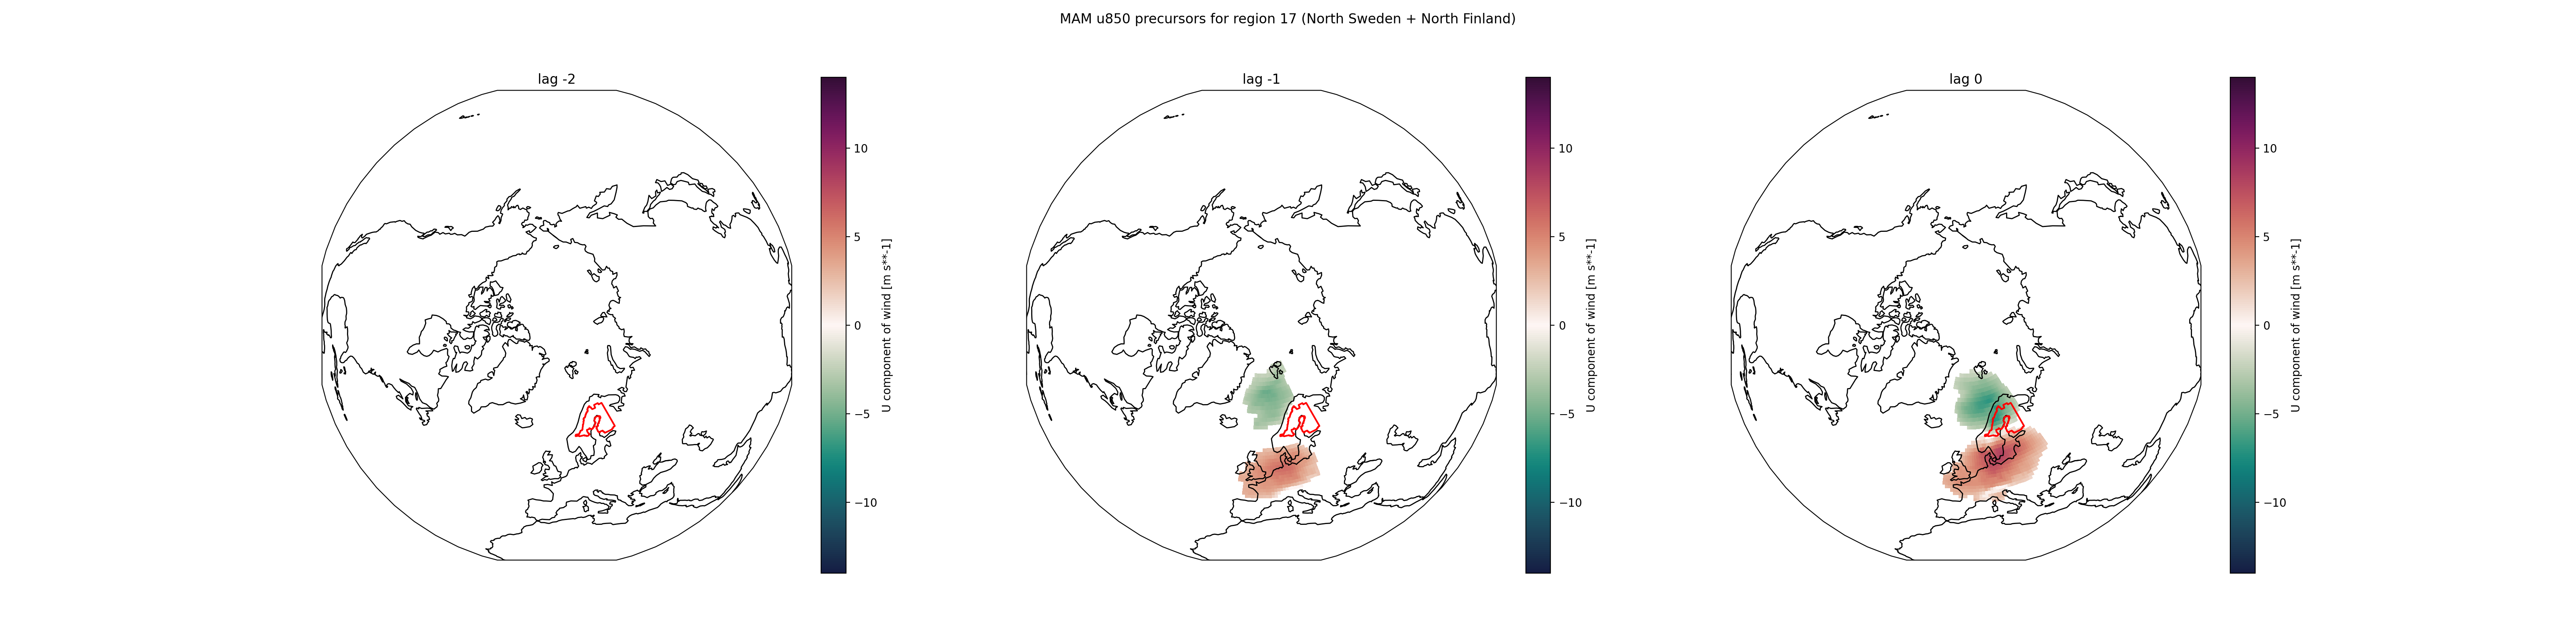 MAM u850 precursors for region 17 (North Sweden + North Finland)
lag -2
10
5
0
−5
−10
U component of wind [m s**-1]
lag -1
10
5
0
−5
−10
U component of wind [m s**-1]
lag 0
10
5
0
−5
−10
U component of wind [m s**-1]